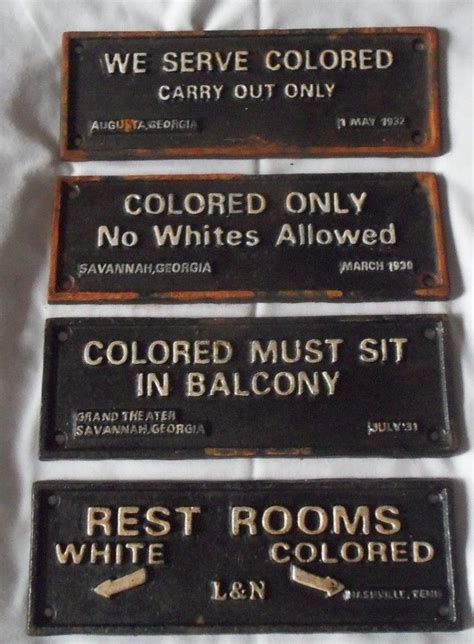 WE SERVE COLORED
CARRY OUT ONLY
AUGUSTA,GEORGIA 1 MAY 1932
COLORED ONLY
No Whites Allowed
SAVANNAH,GEORGIA MARCH 1930
COLORED MUST SIT
IN BALCONY
GRAND THEATER
SAVANNAH,GEORGIA JULY'31
REST ROOMS
WHITE COLORED
L&N NASHVILLE, TENN